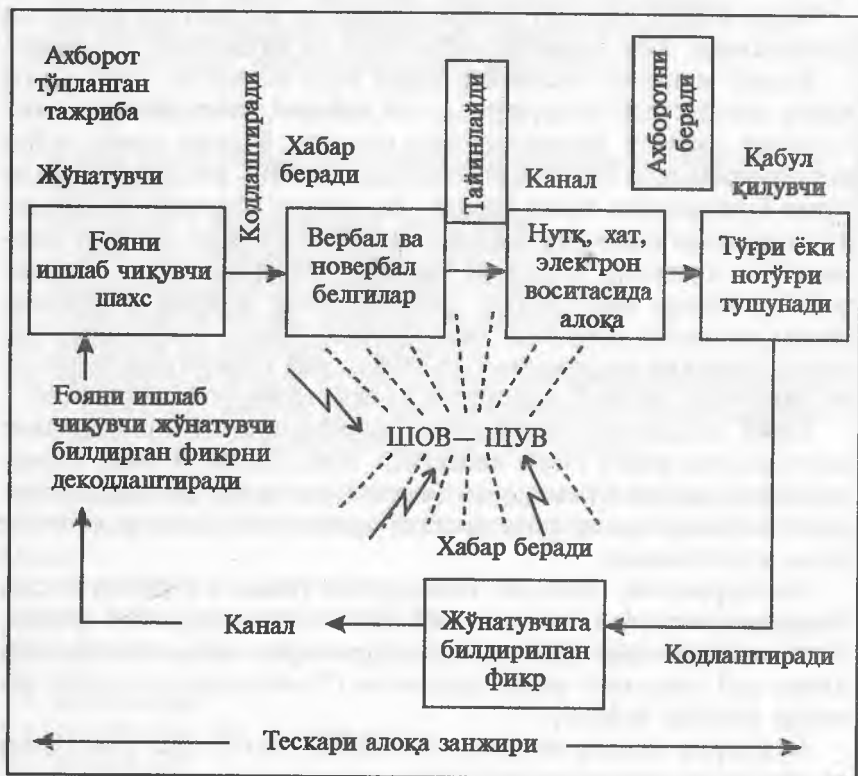 Ахборот
тўпланган
тажриба
Жўнатувчи
Ғояни
ишлаб чиқувчи
шахс
Кодлаштиради
Хабар
беради
Вербал ва
новербал
белгилар
Тайинлайди
Канал
Нутқ, хат,
электрон
воситасида
алоқа
Ахборотни
беради
Қабул
қилувчи
Тўғри ёки
нотўғри
тушунади
Ғояни ишлаб
чиқувчи жўнатувчи
билдирган фикрни
декодлаштиради
ШОВ— ШУВ
Хабар беради
Канал
Жўнатувчига
билдирилган
фикр
Кодлаштиради
Тескари алоқа занжири